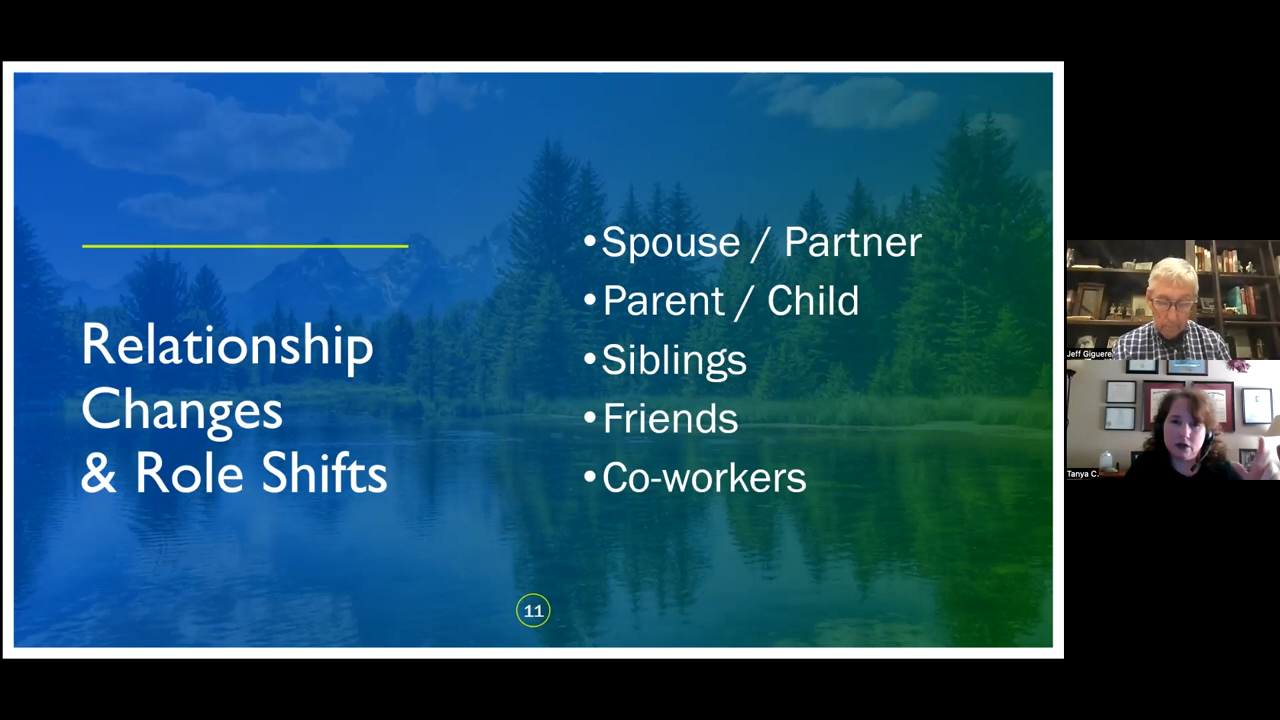 Relationship
Changes
& Role Shifts
•Spouse / Partner
•Parent / Child
•Siblings
•Friends
•Co-workers
11
Jeff Giguere
Tanya C.